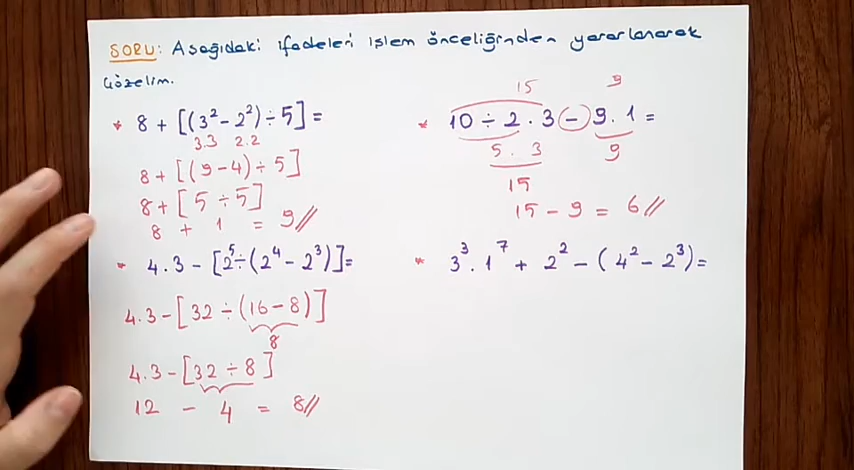 SORU: Aşağıdaki ifadeleri işlem önceliğinden yararlanarak
çözelim.
* 8 + [(3² - 2²) ÷ 5] =
3.3 2.2
8 + [(9 - 4) ÷ 5]
8 + [5 ÷ 5]
8 + 1 = 9//
* 4.3 - [2⁵ ÷ (2⁴ - 2³)] =
4.3 - [32 ÷ (16 - 8)]
8
4.3 - [32 ÷ 8]
12 - 4 = 8//
15 9
* 10 ÷ 2 . 3 - 9 . 1 =
5 . 3 9
15
15 - 9 = 6//
* 3³ . 1⁷ + 2² - (4² - 2³) =